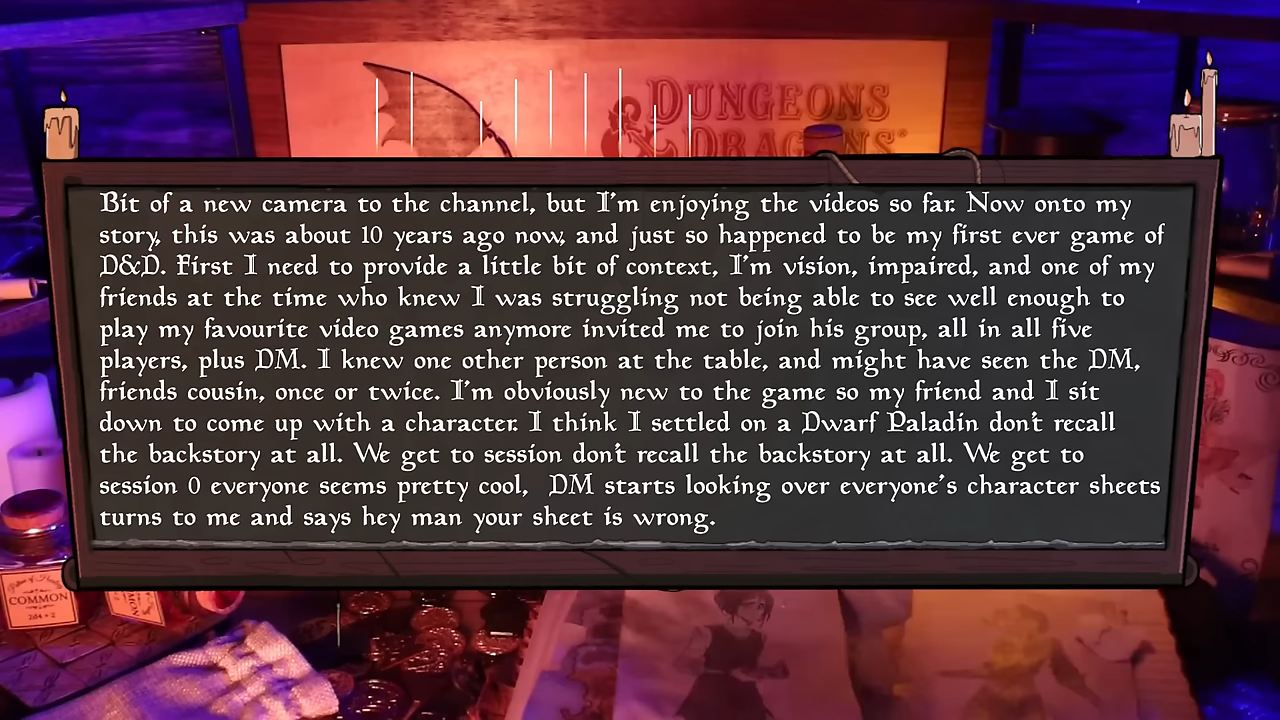 DUNGEONS
& DRAGONS®
Bit of a new camera to the channel, but I'm enjoying the videos so far. Now onto my
story, this was about 10 years ago now, and just so happened to be my first ever game of
D&D. First I need to provide a little bit of context, I'm vision, impaired, and one of my
friends at the time who knew I was struggling not being able to see well enough to
play my favourite video games anymore invited me to join his group, all in all five
players, plus DM. I knew one other person at the table, and might have seen the DM,
friends cousin, once or twice. I'm obviously new to the game so my friend and I sit
down to come up with a character. I think I settled on a Dwarf Paladin don't recall
the backstory at all. We get to session don't recall the backstory at all. We get to
session 0 everyone seems pretty cool,  DM starts looking over everyone's character sheets
turns to me and says hey man your sheet is wrong.
COMMON
2d4 + 2